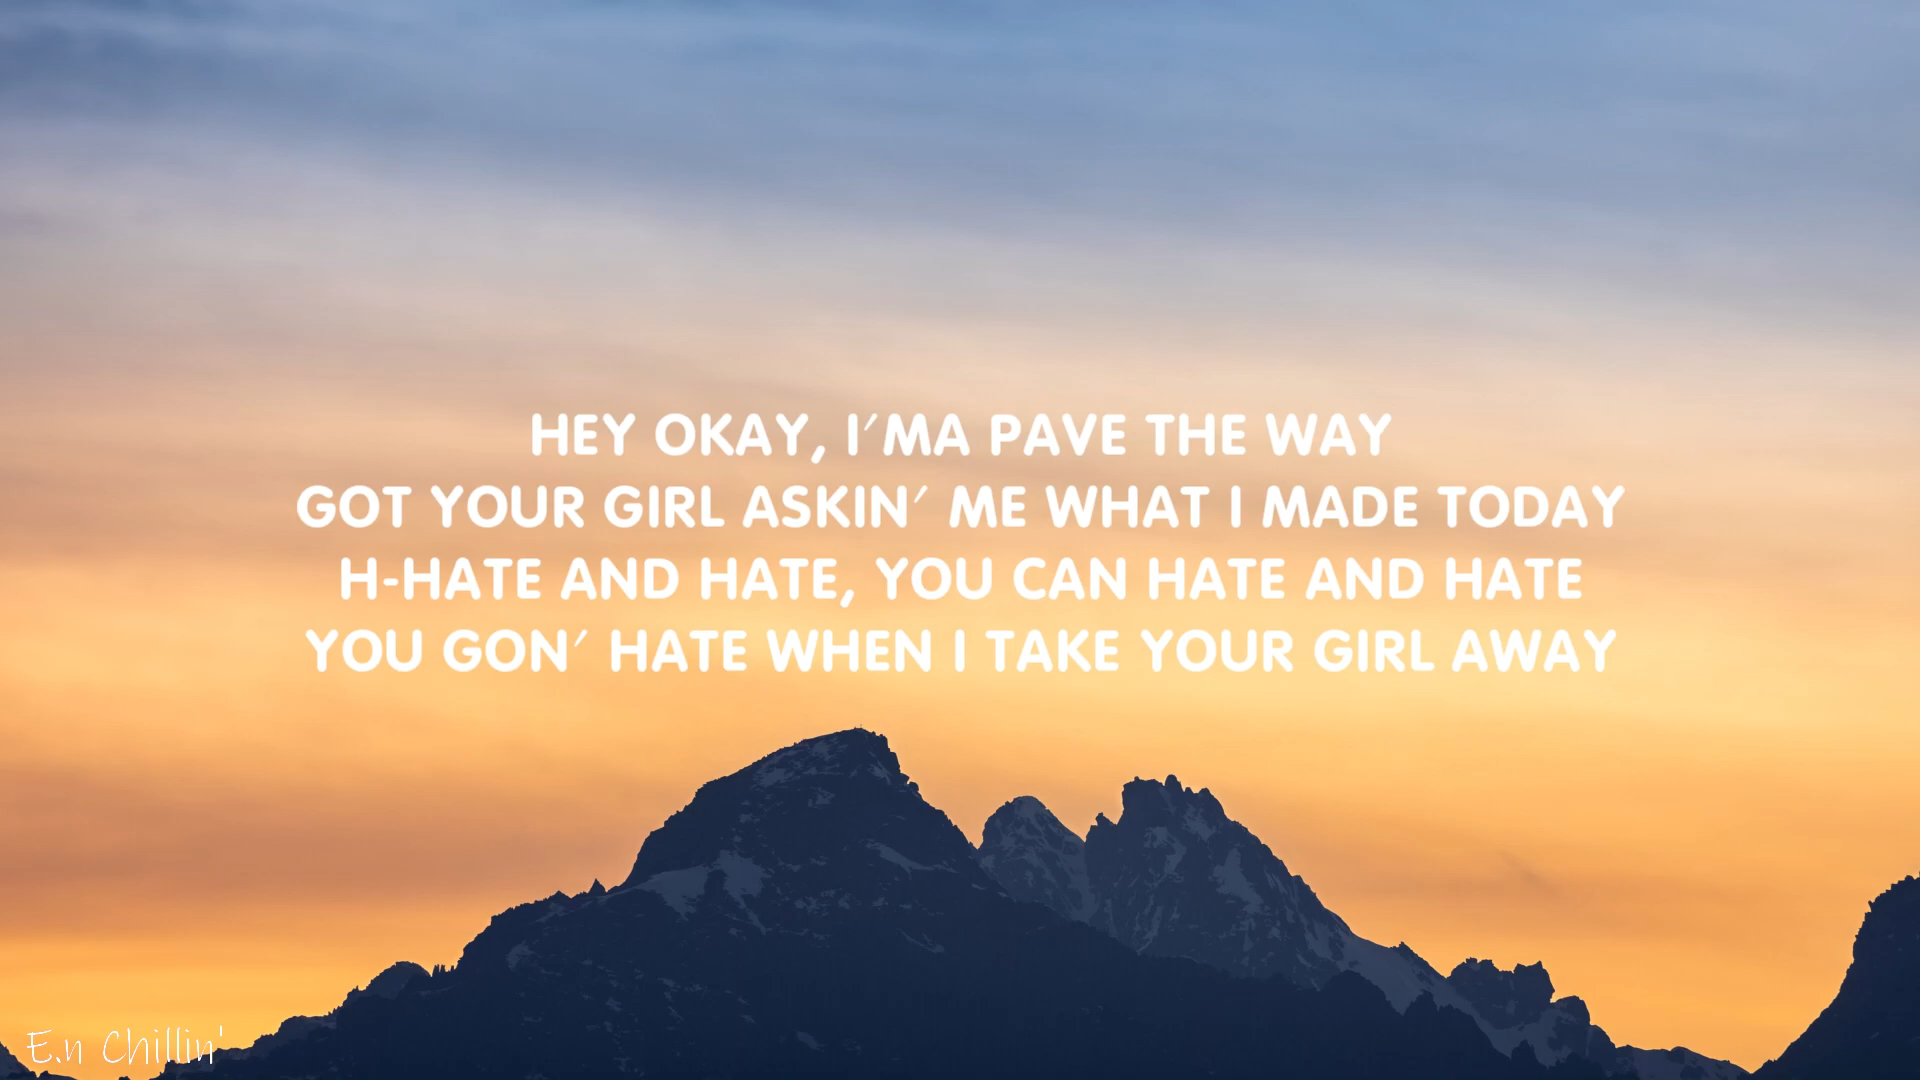 HEY OKAY, I'MA PAVE THE WAY
GOT YOUR GIRL ASKIN' ME WHAT I MADE TODAY
H-HATE AND HATE, YOU CAN HATE AND HATE
YOU GON' HATE WHEN I TAKE YOUR GIRL AWAY
E.n Chillin'